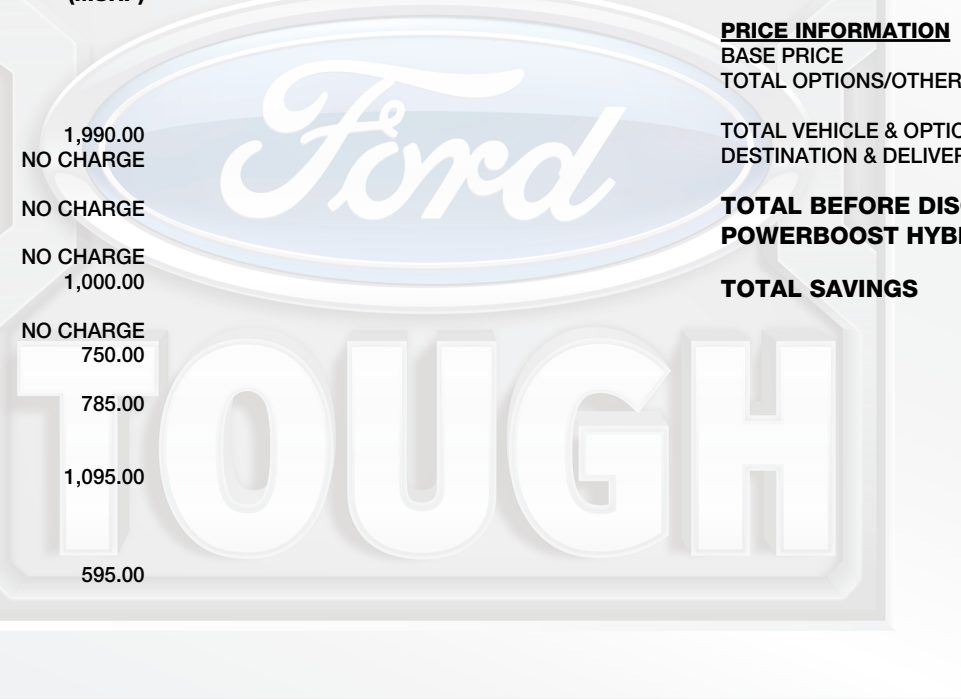 (MSRP)
1,990.00
NO CHARGE
NO CHARGE
NO CHARGE
1,000.00
NO CHARGE
750.00
785.00
1,095.00
595.00
Ford
TOUGH
PRICE INFORMATION
BASE PRICE
TOTAL OPTIONS/OTHER
TOTAL VEHICLE & OPTIO
DESTINATION & DELIVER
TOTAL BEFORE DIS
POWERBOOST HYB
TOTAL SAVINGS